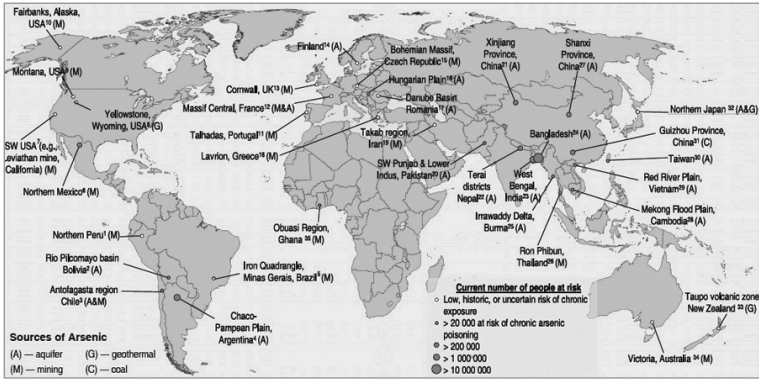 Fairbanks, Alaska,
USA¹⁰ (M)
Montana, USA⁹ (M)
Yellowstone,
Wyoming, USA⁸ (G)
SW USA⁷ (e.g.,
Leviathan mine,
California) (M)
Northern Mexico⁶ (M)
Northern Peru¹ (M)
Rio Pilcomayo basin
Bolivia² (A)
Antofagasta region
Chile³ (A&M)
Chaco-
Pampean Plain,
Argentina⁴ (A)
Iron Quadrangle,
Minas Gerais, Brazil⁵ (M)
Finland¹⁴ (A)
Cornwall, UK¹³ (M)
Massif Central, France¹² (M&A)
Talhadas, Portugal¹¹ (M)
Lavrion, Greece¹⁸ (M)
Bohemian Massif,
Czech Republic¹⁵ (M)
Hungarian Plain¹⁶ (A)
Danube Basin
Romania¹⁷ (A)
Takab region,
Iran¹⁹ (M)
SW Punjab & Lower
Indus, Pakistan²⁰ (A)
Obuasi Region,
Ghana ³⁵ (M)
Xinjiang
Province,
China²¹ (A)
Shanxi
Province,
China²⁷ (A)
Bangladesh²⁴ (A)
Terai
districts
Nepal²² (A)
West
Bengal,
India²³ (A)
Irrawaddy Delta,
Burma²⁵ (A)
Ron Phibun,
Thailand²⁶ (M)
Northern Japan ³² (A&G)
Guizhou Province,
China³¹ (C)
Taiwan³⁰ (A)
Red River Plain,
Vietnam²⁹ (A)
Mekong Flood Plain,
Cambodia²⁸ (A)
Taupo volcanic zone
New Zealand ³³ (G)
Victoria, Australia ³⁴ (M)
Sources of Arsenic
(A) — aquifer (G) — geothermal
(M) — mining (C) — coal
Current number of people at risk
Low, historic, or uncertain risk of chronic
exposure
> 20 000 at risk of chronic arsenic
poisoning
> 200 000
> 1 000'000
> 10 000 000